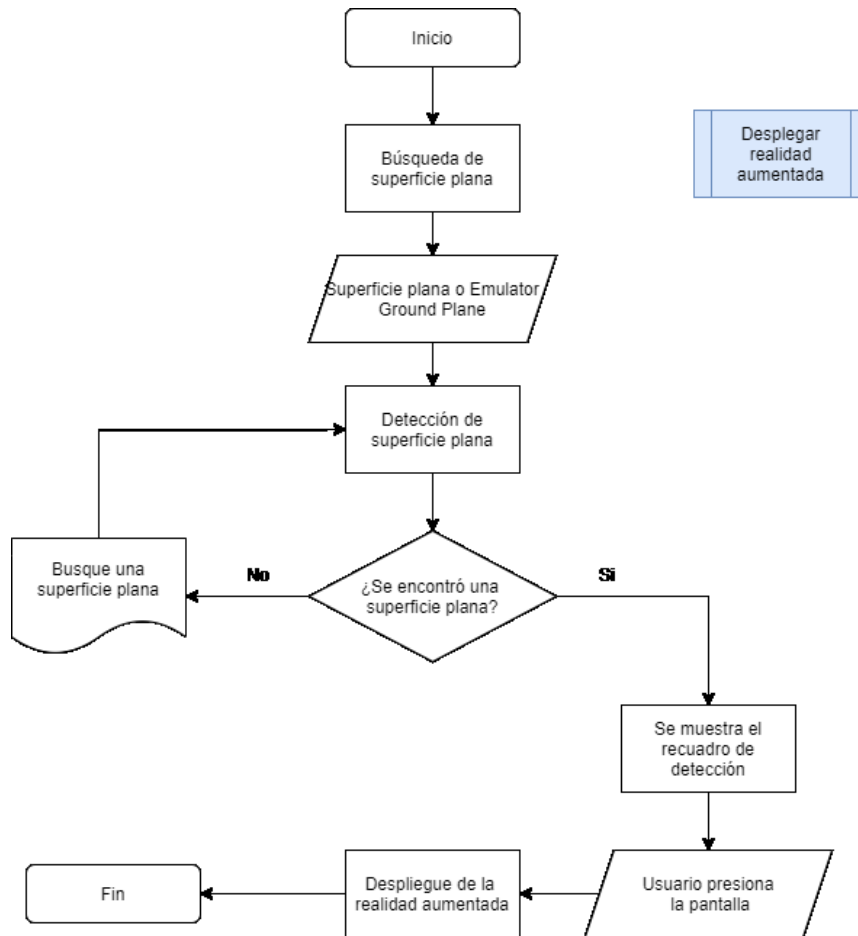 Inicio
Búsqueda de
superficie plana
Desplegar
realidad
aumentada
Superficie plana o Emulator
Ground Plane
Detección de
superficie plana
Busque una
superficie plana
No
¿Se encontró una
superficie plana?
Si
Se muestra el
recuadro de
detección
Fin
Despliegue de la
realidad aumentada
Usuario presiona
la pantalla